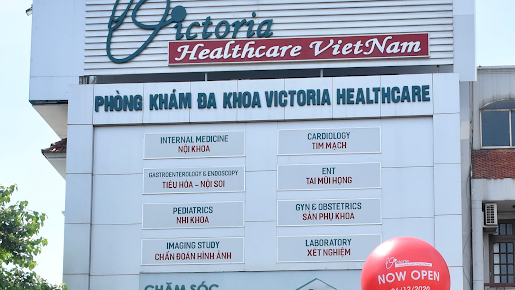 Victoria
Healthcare VietNam
PHÒNG KHÁM ĐA KHOA VICTORIA HEALTHCARE
INTERNAL MEDICINE
NỘI KHOA
CARDIOLOGY
TIM MẠCH
GASTROENTEROLOGY & ENDOSCOPY
TIÊU HÓA – NỘI SOI
ENT
TAI MŨI HỌNG
PEDIATRICS
NHI KHOA
GYN & OBSTETRICS
SẢN PHỤ KHOA
IMAGING STUDY
CHẨN ĐOÁN HÌNH ẢNH
LABORATORY
XÉT NGHIỆM
CHĂM SÓC
NOW OPEN